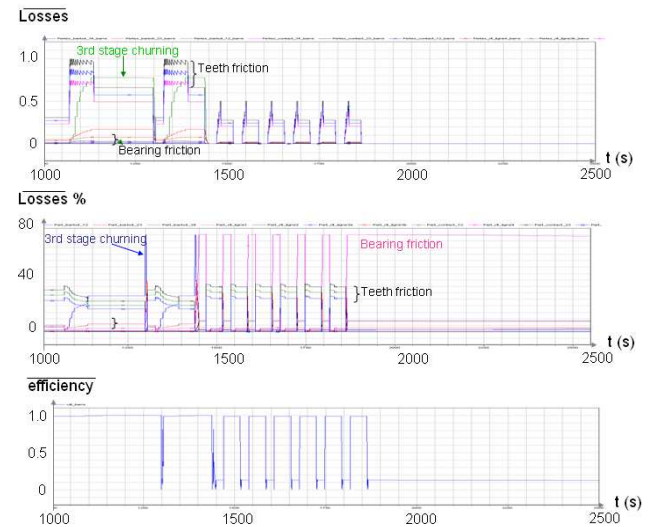 Losses
1.0
3rd stage churning
Teeth friction
0.5
0
Bearing friction
t (s)
1000 1500 2000 2500
Losses %
80
3rd stage churning
Bearing friction
40
Teeth friction
0
t (s)
1000 1500 2000 2500
efficiency
1.0
0.5
0
t (s)
1000 1500 2000 2500